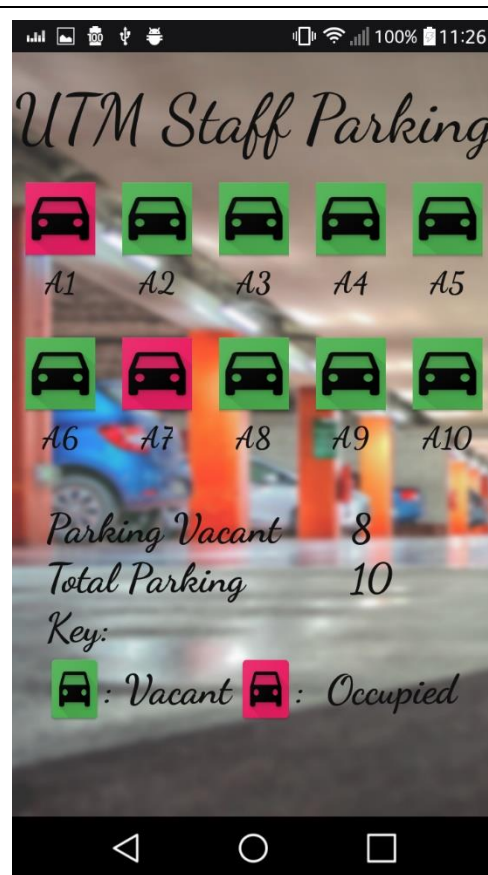 100% 11:26
UTM Staff Parking
A1 A2 A3 A4 A5
A6 A7 A8 A9 A10
Parking Vacant 8
Total Parking 10
Key:
: Vacant : Occupied